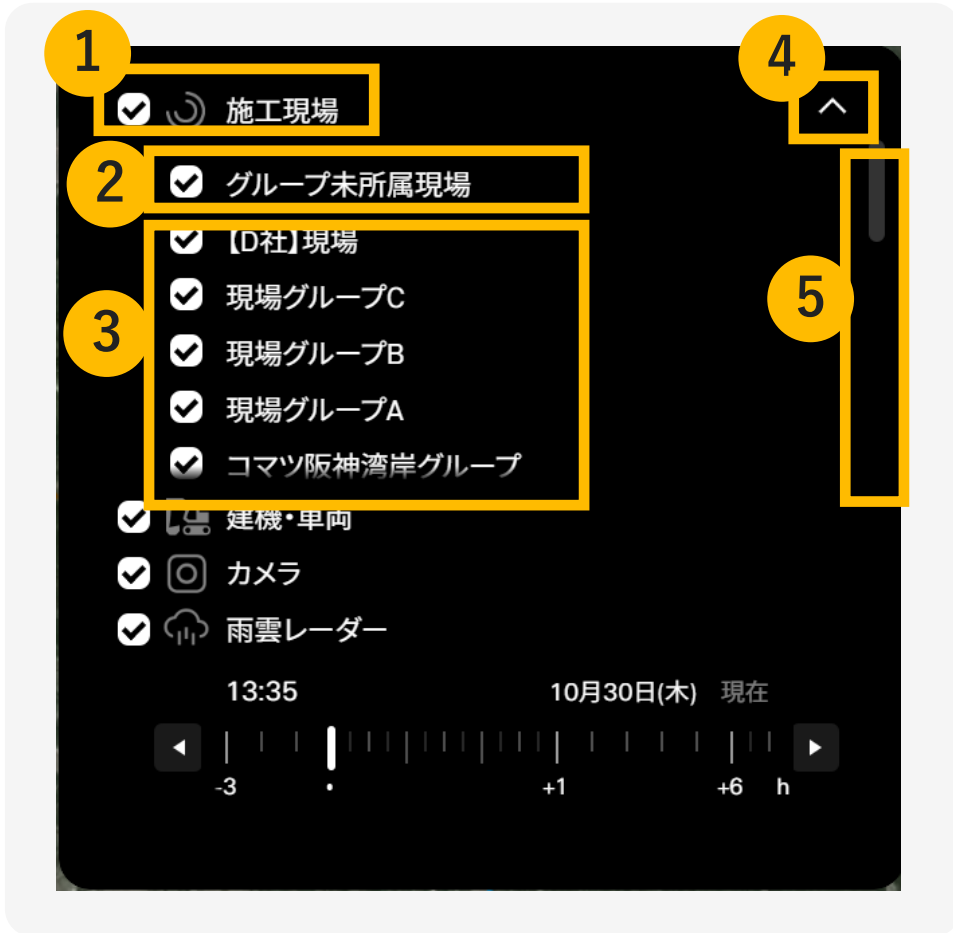 1
4
施工現場
2
グループ未所属現場
【D社】現場
現場グループC
5
3
現場グループB
現場グループA
コマツ阪神湾岸グループ
建機・車両
カメラ
雨雲レーダー
13:35 10月30日(木) 現在
-3 +1 +6 h